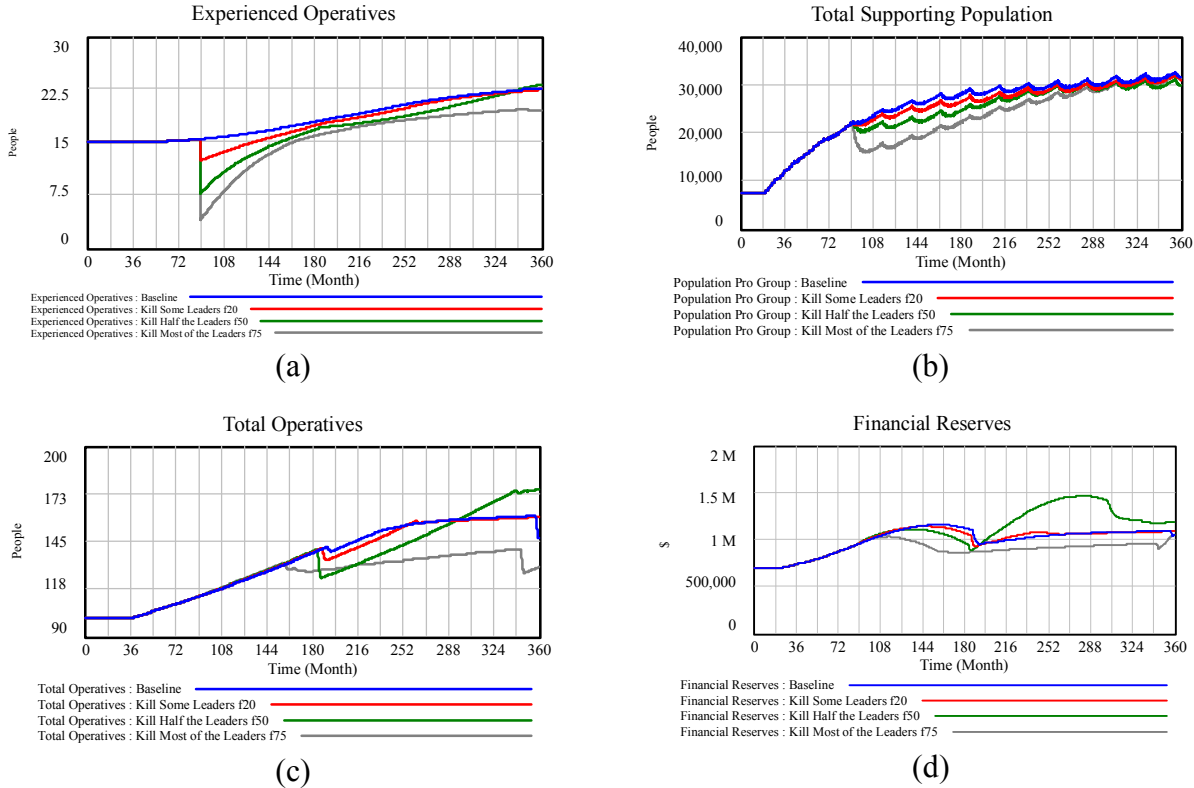 Experienced Operatives
30
22.5
15
7.5
0
People
0 36 72 108 144 180 216 252 288 324 360
Time (Month)
Experienced Operatives : Baseline
Experienced Operatives : Kill Some Leaders f20
Experienced Operatives : Kill Half the Leaders f50
Experienced Operatives : Kill Most of the Leaders f75
(a)
Total Supporting Population
40,000
30,000
20,000
10,000
0
People
0 36 72 108 144 180 216 252 288 324 360
Time (Month)
Population Pro Group : Baseline
Population Pro Group : Kill Some Leaders f20
Population Pro Group : Kill Half the Leaders f50
Population Pro Group : Kill Most of the Leaders f75
(b)
Total Operatives
200
173
145
118
90
People
0 36 72 108 144 180 216 252 288 324 360
Time (Month)
Total Operatives : Baseline
Total Operatives : Kill Some Leaders f20
Total Operatives : Kill Half the Leaders f50
Total Operatives : Kill Most of the Leaders f75
(c)
Financial Reserves
2 M
1.5 M
1 M
500,000
0
$
0 36 72 108 144 180 216 252 288 324 360
Time (Month)
Financial Reserves : Baseline
Financial Reserves : Kill Some Leaders f20
Financial Reserves : Kill Half the Leaders f50
Financial Reserves : Kill Most of the Leaders f75
(d)